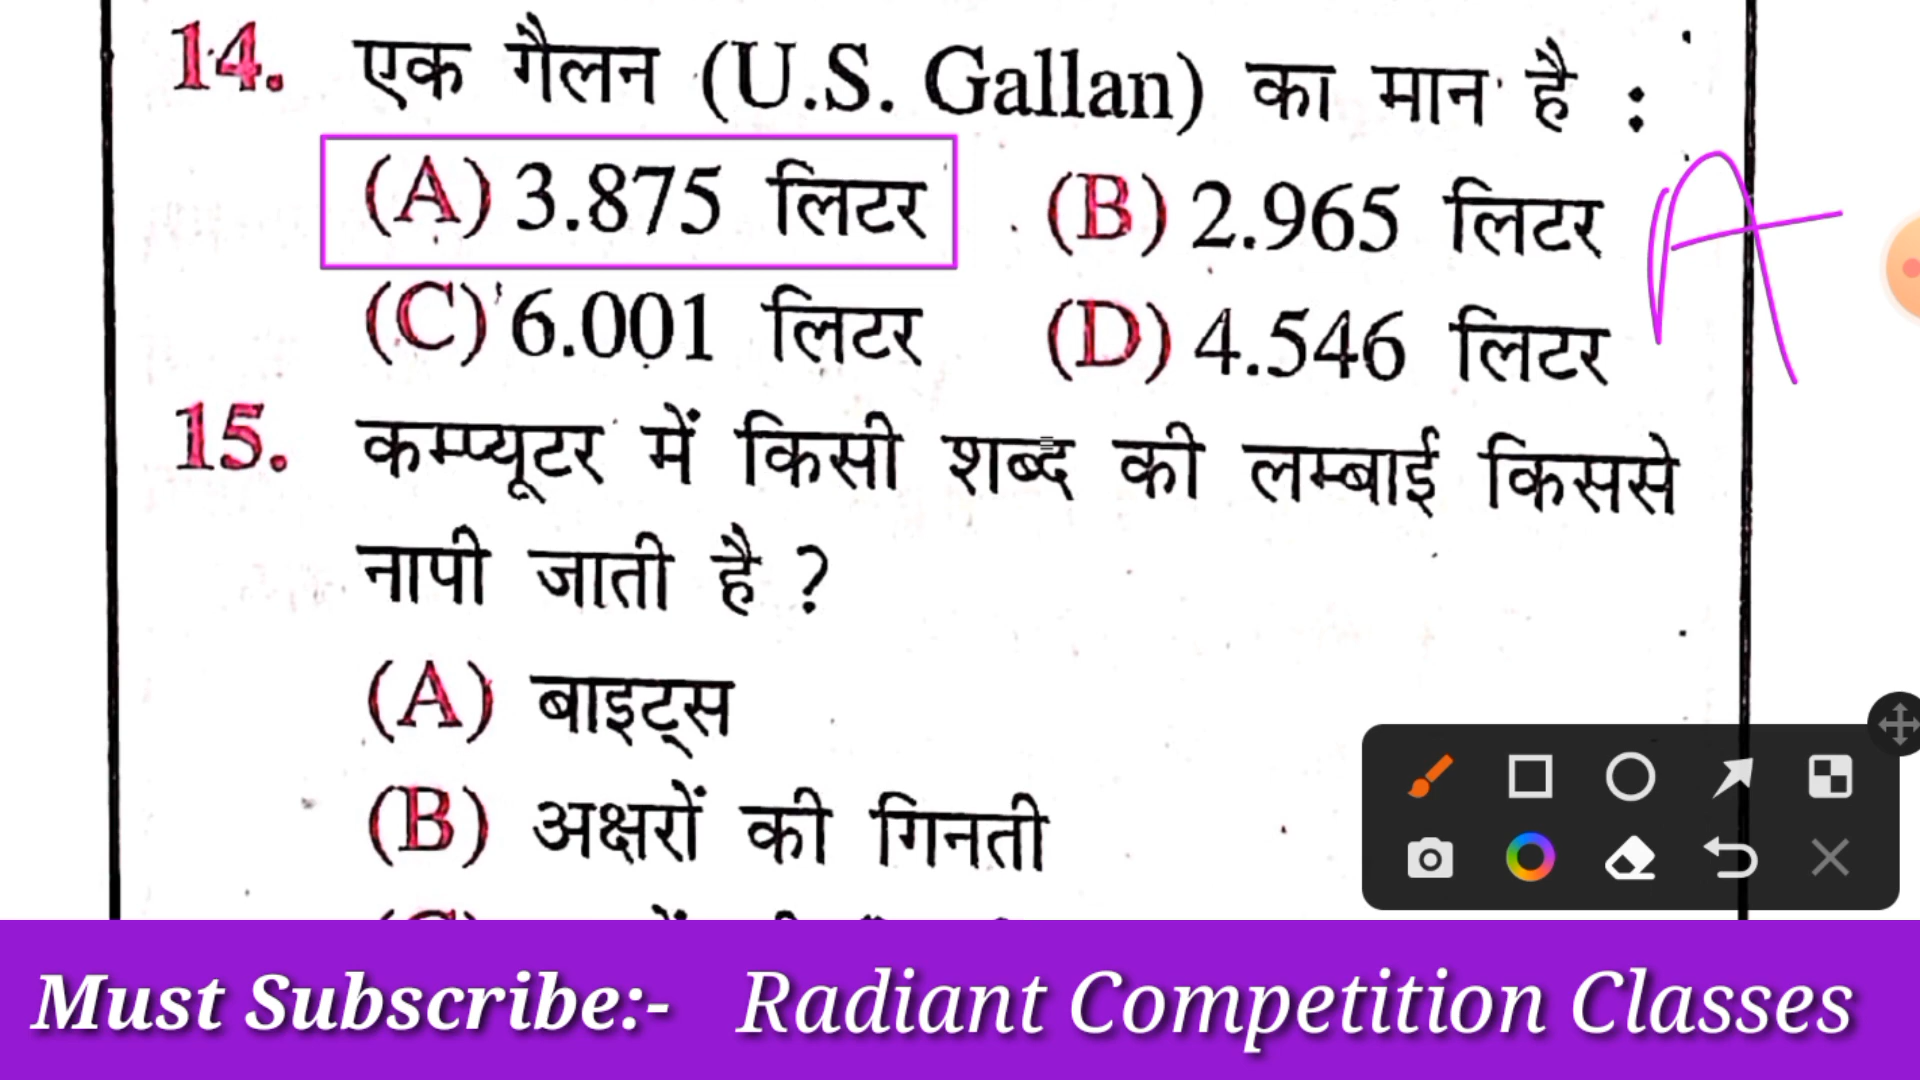 14. एक गैलन (U.S. Gallan) का मान है :
(A) 3.875 लिटर (B) 2.965 लिटर
(C) 6.001 लिटर (D) 4.546 लिटर
A
15. कम्प्यूटर में किसी शब्द की लम्बाई किससे
नापी जाती है ?
(A) बाइट्स
(B) अक्षरों की गिनती
Must Subscribe:- Radiant Competition Classes